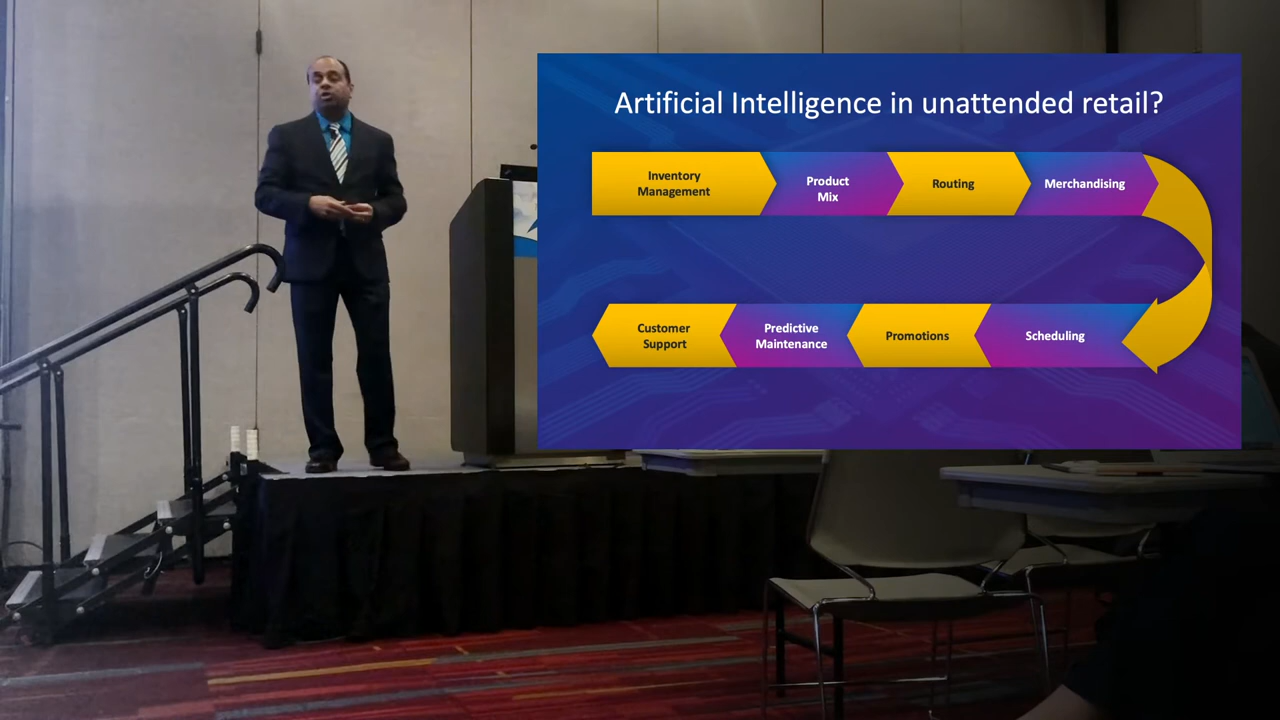 Artificial Intelligence in unattended retail?
Inventory
Management
Product
Mix
Routing
Merchandising
Scheduling
Promotions
Predictive
Maintenance
Customer
Support